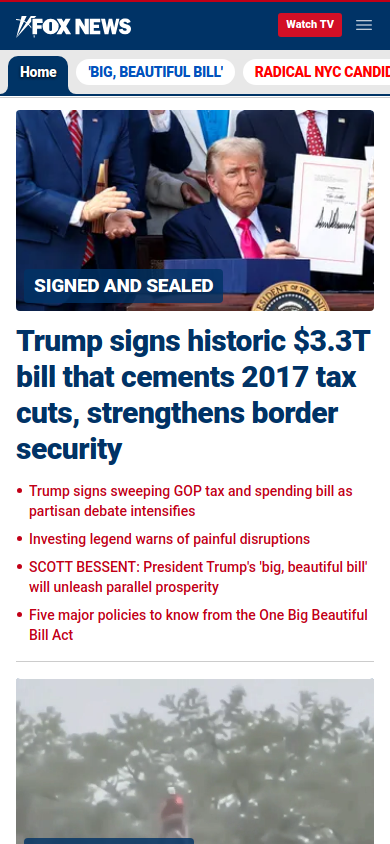 FOX NEWS
Watch TV
Home
'BIG, BEAUTIFUL BILL'
RADICAL NYC
SIGNED AND SEALED
Trump signs historic $3.3T
bill that cements 2017 tax
cuts, strengthens border
security
Trump signs sweeping GOP tax and spending bill as
partisan debate intensifies
Investing legend warns of painful disruptions
SCOTT BESSENT: President Trump's 'big, beautiful bill'
will unleash parallel prosperity
Five major policies to know from the One Big Beautiful
Bill Act